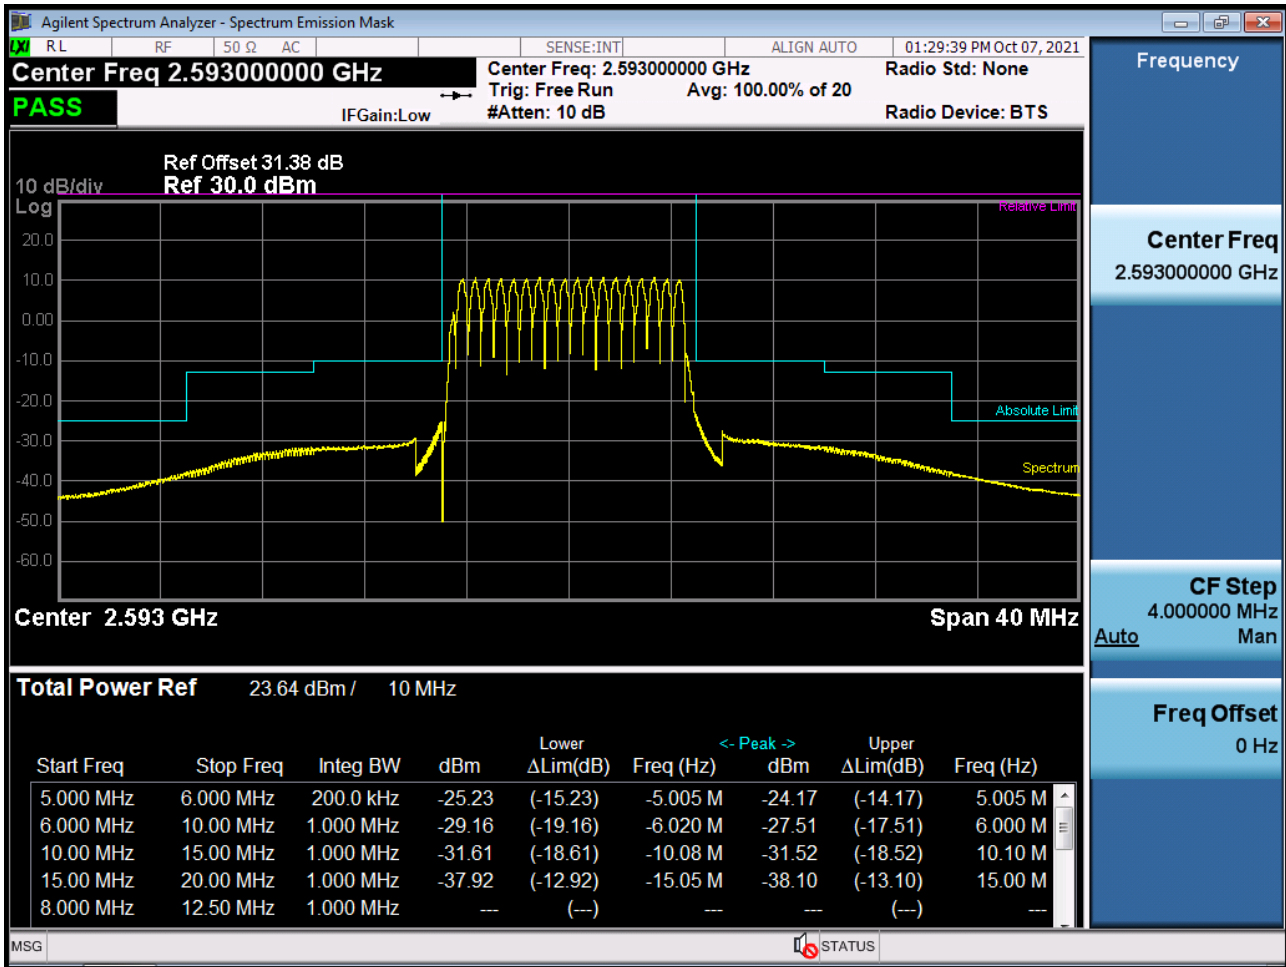 Agilent Spectrum Analyzer - Spectrum Emission Mask
LXI RL RF 50 Ω AC SENSE:INT ALIGN AUTO 01:29:39 PM Oct 07, 2021
Center Freq 2.593000000 GHz Center Freq: 2.593000000 GHz Radio Std: None
Trig: Free Run Avg: 100.00% of 20
PASS IFGain:Low #Atten: 10 dB Radio Device: BTS
Ref Offset 31.38 dB
10 dB/div Ref 30.0 dBm
Log
Relative Limit
20.0
10.0
0.00
-10.0
-20.0
Absolute Limit
-30.0
Spectrum
-40.0
-50.0
-60.0
Center 2.593 GHz Span 40 MHz
Total Power Ref 23.64 dBm / 10 MHz
Lower <- Peak -> Upper
Start Freq Stop Freq Integ BW dBm ΔLim(dB) Freq (Hz) dBm ΔLim(dB) Freq (Hz)
5.000 MHz 6.000 MHz 200.0 kHz -25.23 (-15.23) -5.005 M -24.17 (-14.17) 5.005 M
6.000 MHz 10.00 MHz 1.000 MHz -29.16 (-19.16) -6.020 M -27.51 (-17.51) 6.000 M
10.00 MHz 15.00 MHz 1.000 MHz -31.61 (-18.61) -10.08 M -31.52 (-18.52) 10.10 M
15.00 MHz 20.00 MHz 1.000 MHz -37.92 (-12.92) -15.05 M -38.10 (-13.10) 15.00 M
8.000 MHz 12.50 MHz 1.000 MHz --- (---) --- --- (---) ---
MSG STATUS
Frequency
Center Freq
2.593000000 GHz
CF Step
4.000000 MHz
Auto Man
Freq Offset
0 Hz